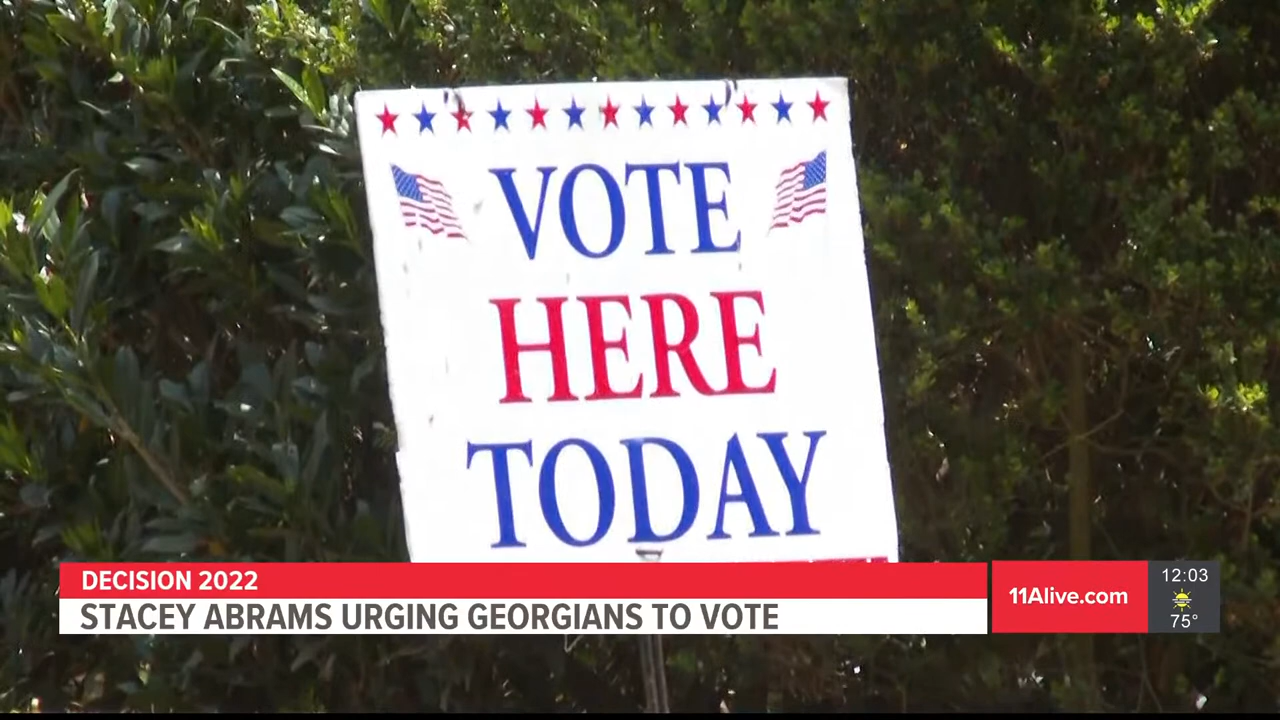 VOTE
HERE
TODAY
DECISION 2022
STACEY ABRAMS URGING GEORGIANS TO VOTE
11Alive.com
12:03
75°